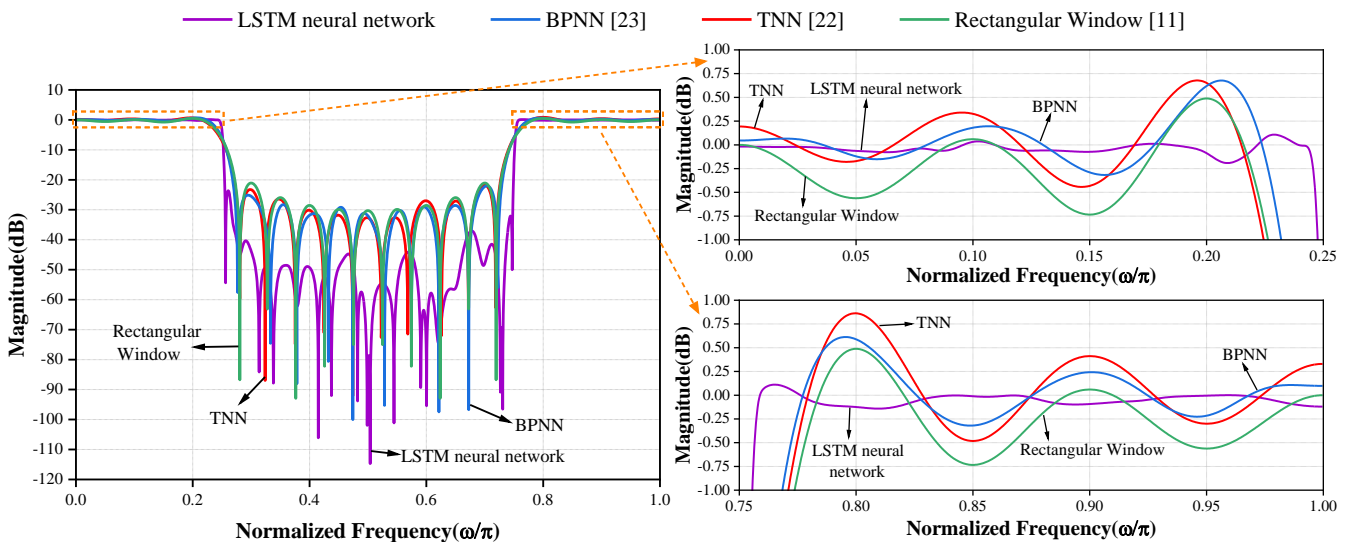 LSTM neural network BPNN [23] TNN [22] Rectangular Window [11]
Magnitude(dB)
10
0
-10
-20
-30
-40
-50
-60
-70
-80
-90
-100
-110
-120
Rectangular
Window
TNN
BPNN
LSTM neural network
0.0 0.2 0.4 0.6 0.8 1.0
Normalized Frequency(ω/π)
Magnitude(dB)
1.00
0.75
0.50
0.25
0.00
-0.25
-0.50
-0.75
-1.00
TNN
LSTM neural network
BPNN
Rectangular Window
0.00 0.05 0.10 0.15 0.20 0.25
Normalized Frequency(ω/π)
Magnitude(dB)
1.00
0.75
0.50
0.25
0.00
-0.25
-0.50
-0.75
-1.00
TNN
BPNN
LSTM neural
network
Rectangular Window
0.75 0.80 0.85 0.90 0.95 1.00
Normalized Frequency(ω/π)